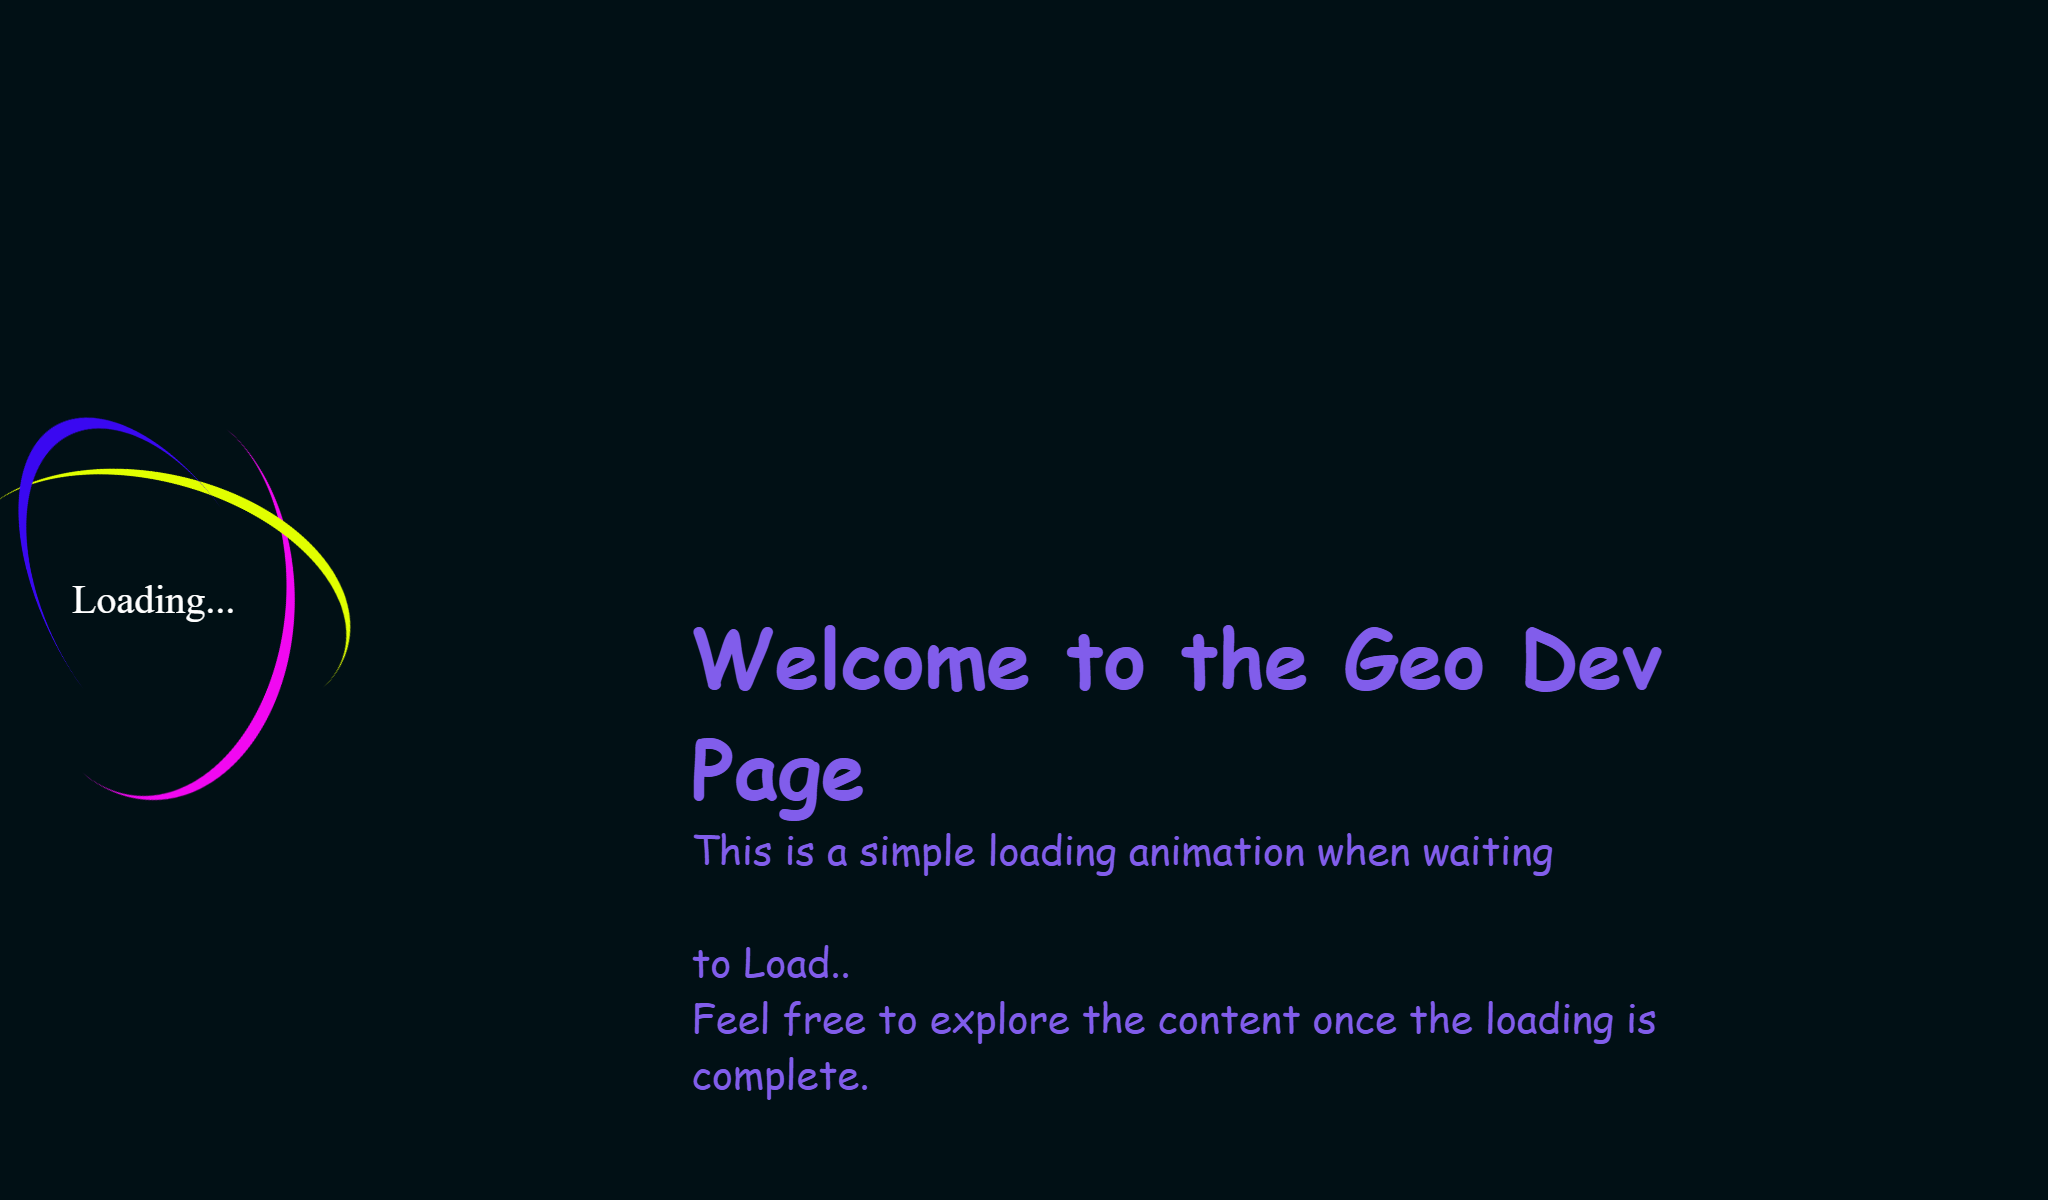 Loading...
Welcome to the Geo Dev
Page
This is a simple loading animation when waiting
to Load..
Feel free to explore the content once the loading is
complete.